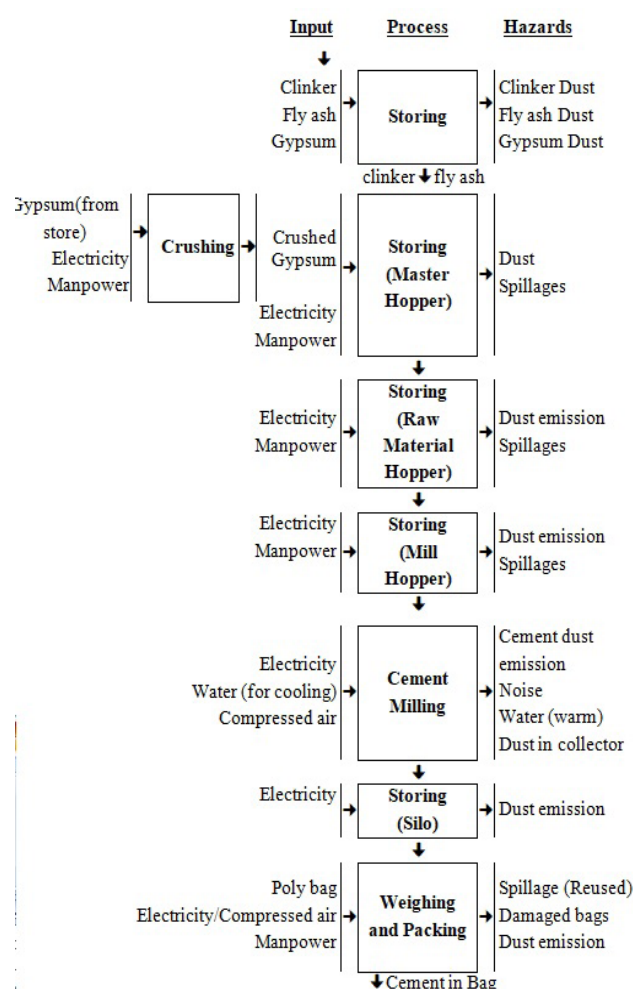 Input Process Hazards
Clinker
Fly ash
Gypsum
Storing
Clinker Dust
Fly ash Dust
Gypsum Dust
clinker fly ash
Gypsum(from
store)
Electricity
Manpower
Crushing
Crushed
Gypsum
Electricity
Manpower
Storing
(Master
Hopper)
Dust
Spillages
Electricity
Manpower
Storing
(Raw
Material
Hopper)
Dust emission
Spillages
Electricity
Manpower
Storing
(Mill
Hopper)
Dust emission
Spillages
Electricity
Water (for cooling)
Compressed air
Cement
Milling
Cement dust
emission
Noise
Water (warm)
Dust in collector
Electricity
Storing
(Silo)
Dust emission
Poly bag
Electricity/Compressed air
Manpower
Weighing
and Packing
Spillage (Reused)
Damaged bags
Dust emission
Cement in Bag